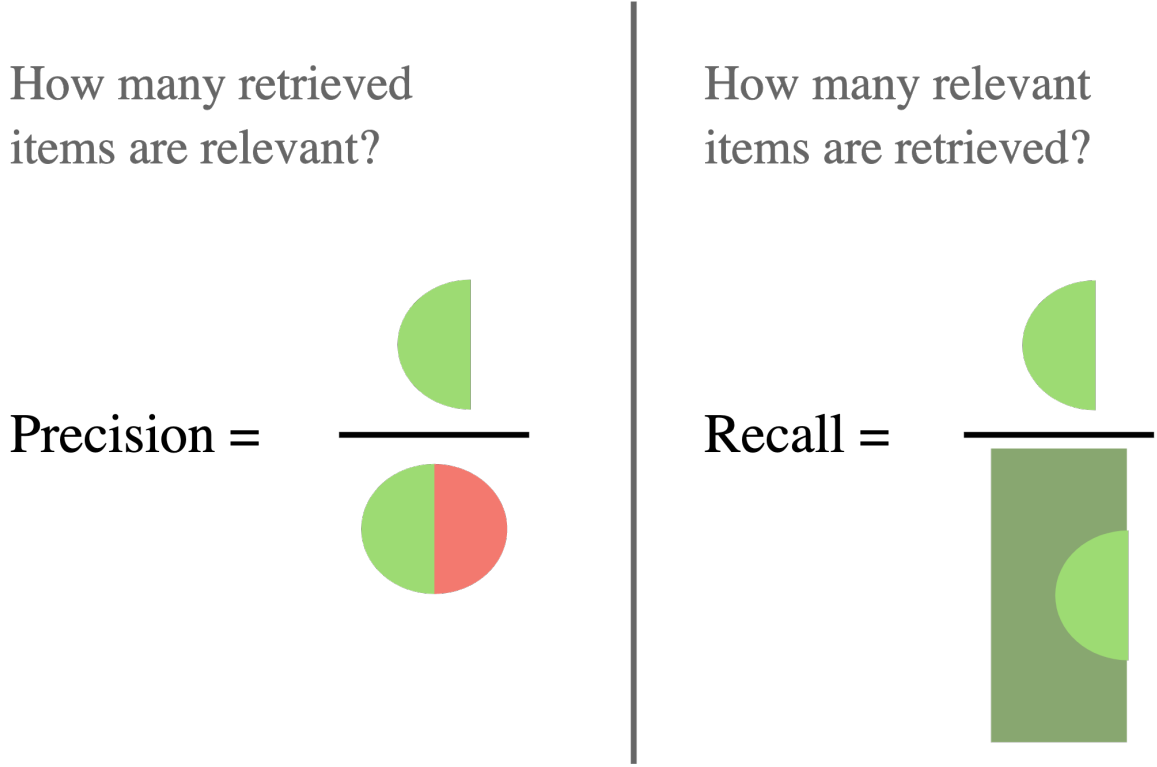 How many retrieved
items are relevant?
Precision =
How many relevant
items are retrieved?
Recall =